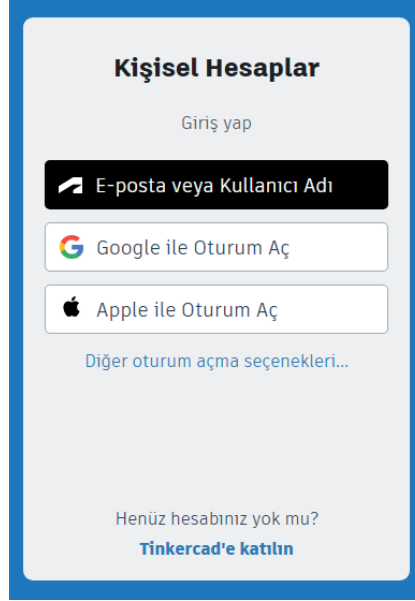 Kişisel Hesaplar
Giriş yap
E-posta veya Kullanıcı Adı
Google ile Oturum Aç
Apple ile Oturum Aç
Diğer oturum açma seçenekleri...
Henüz hesabınız yok mu?
Tinkercad'e katılın